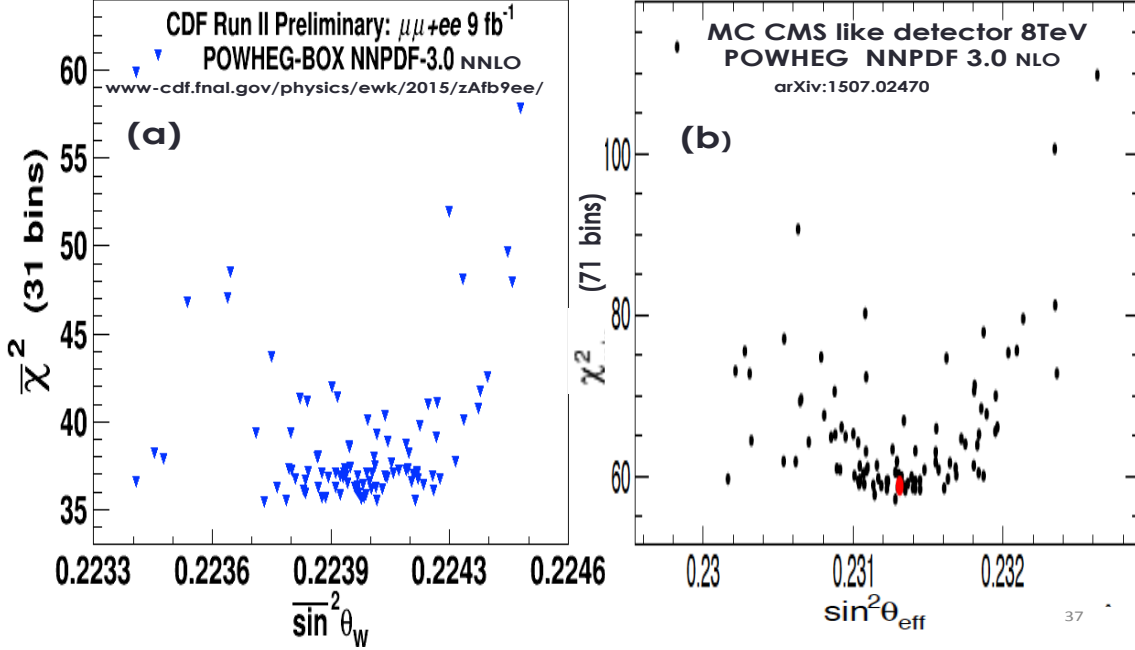 CDF Run II Preliminary: μμ+ee 9 fb⁻¹
POWHEG-BOX NNPDF-3.0 NNLO
www-cdf.fnal.gov/physics/ewk/2015/zAfb9ee/
(a)
χ̅² (31 bins)
60
55
50
45
40
35
0.2233 0.2236 0.2239 0.2243 0.2246
s̅i̅n̅²θW
MC CMS like detector 8TeV
POWHEG NNPDF 3.0 NLO
arXiv:1507.02470
(b)
χ² (71 bins)
100
80
60
0.23 0.231 0.232
sin²θeff
37